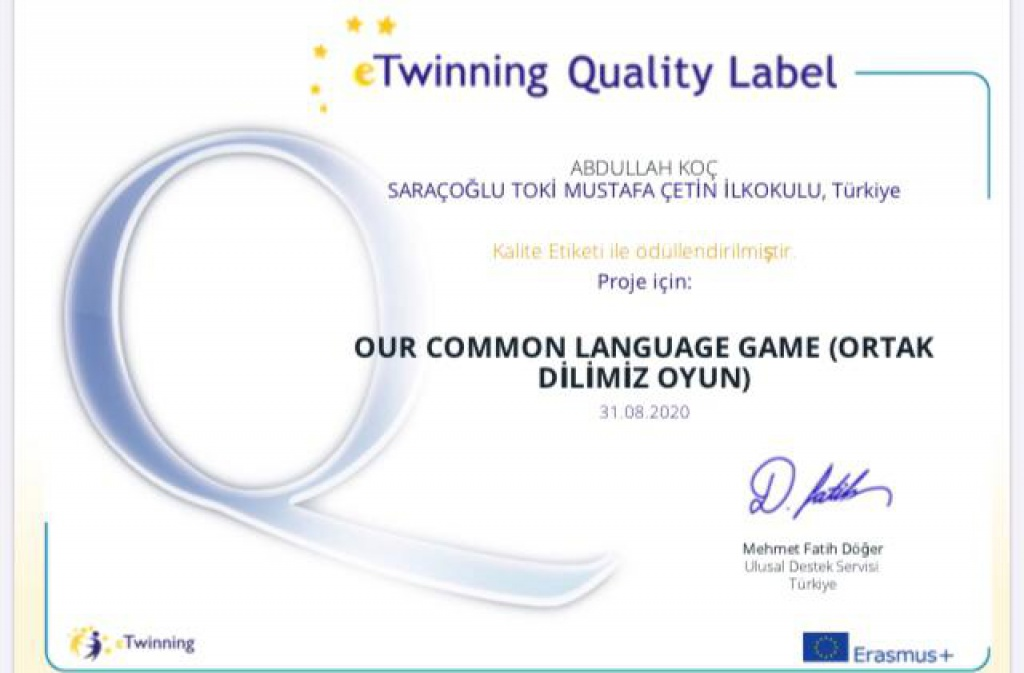 eTwinning Quality Label
ABDULLAH KOÇ
SARAÇOĞLU TOKİ MUSTAFA ÇETİN İLKOKULU, Türkiye
Kalite Etiketi ile ödüllendirilmiştir.
Proje için:
OUR COMMON LANGUAGE GAME (ORTAK
DİLİMİZ OYUN)
31.08.2020
D. Fatih
Mehmet Fatih Döğer
Ulusal Destek Servisi
Türkiye
eTwinning
Erasmus+